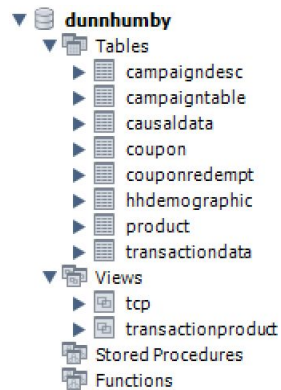 dunnhumby
Tables
campaigndesc
campaigntable
causaldata
coupon
couponredempt
hhdemographic
product
transactiondata
Views
tcp
transactionproduct
Stored Procedures
Functions